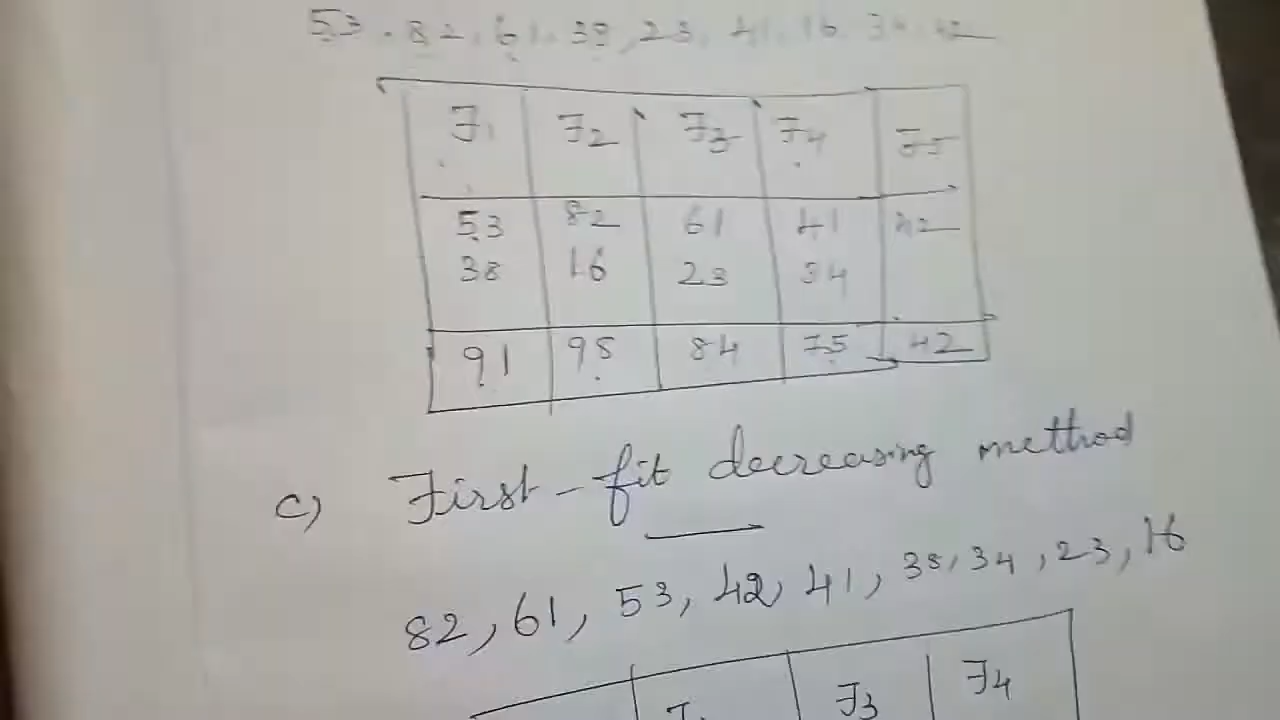 53, 82, 61, 38, 23, 41, 16, 34, 42
F1 F2 F3 F4 F5
53 82 61 41 42
38 16 23 34
91 98 84 75 42
c) First-fit decreasing method
82, 61, 53, 42, 41, 38, 34, 23, 16
F3 F4